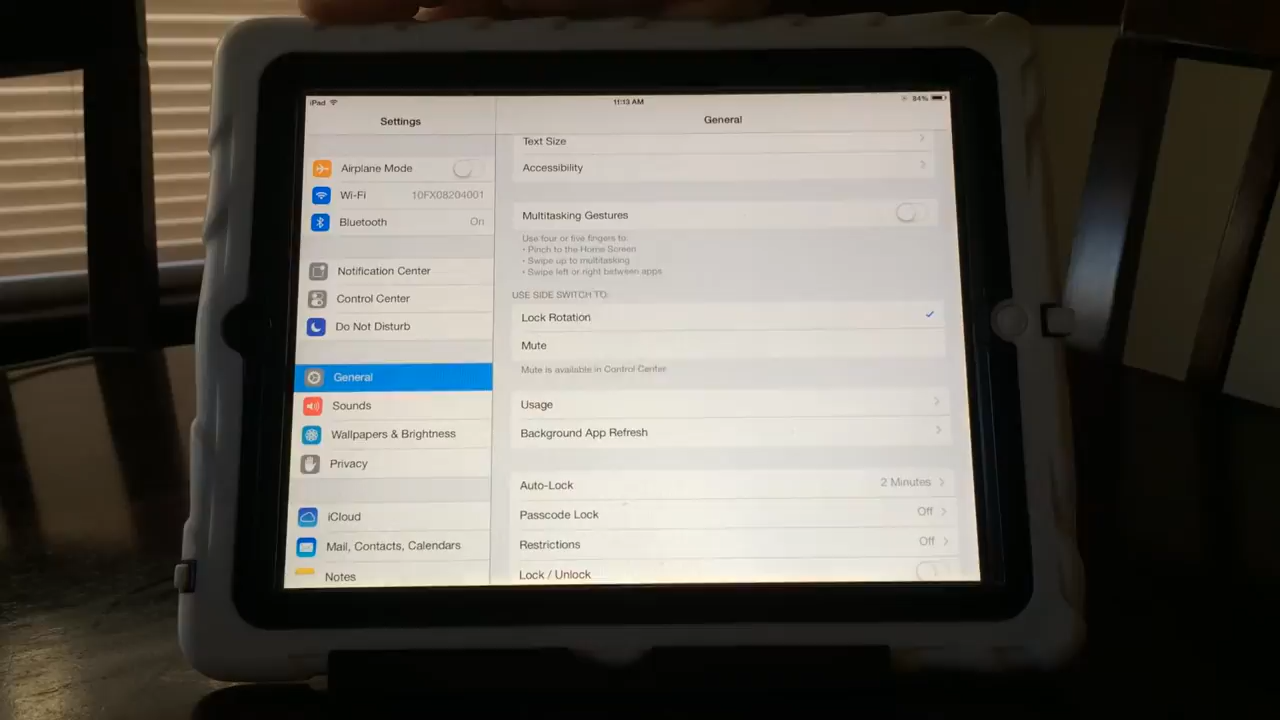 iPad
11:13 AM
84%
Settings
General
Airplane Mode
Wi-Fi 10FX08204001
Bluetooth On
Notification Center
Control Center
Do Not Disturb
General
Sounds
Wallpapers & Brightness
Privacy
iCloud
Mail, Contacts, Calendars
Notes
Text Size
Accessibility
Multitasking Gestures
Use four or five fingers to:
• Pinch to the Home Screen
• Swipe up to multitasking
• Swipe left or right between apps
USE SIDE SWITCH TO:
Lock Rotation
Mute
Mute is available in Control Center.
Usage
Background App Refresh
Auto-Lock 2 Minutes
Passcode Lock Off
Restrictions Off
Lock / Unlock